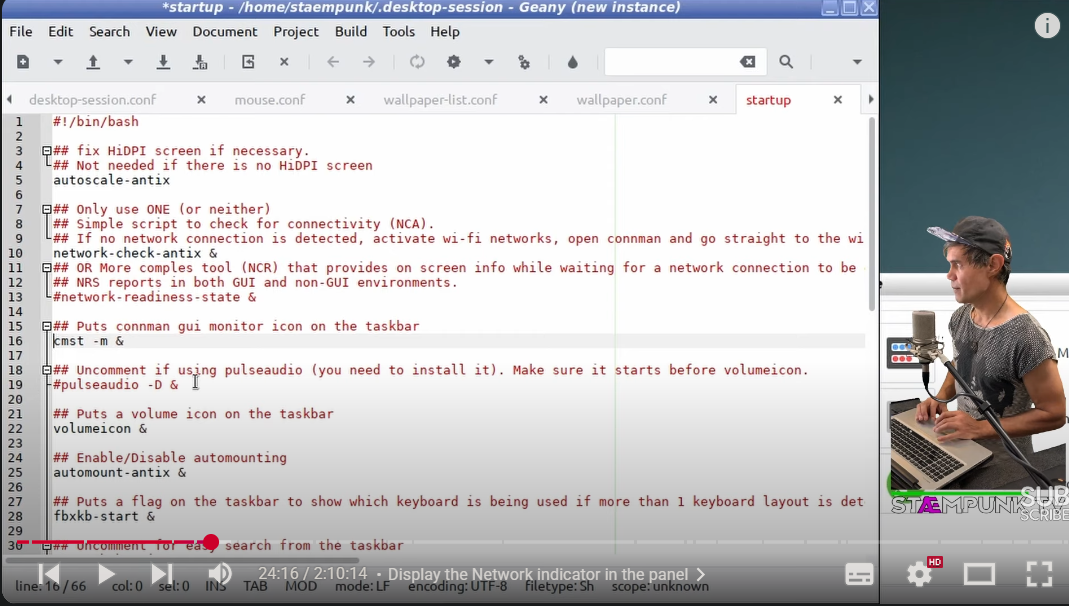 *startup - /home/staempunk/.desktop-session - Geany (new instance)
File Edit Search View Document Project Build Tools Help
desktop-session.conf mouse.conf wallpaper-list.conf wallpaper.conf startup
1 #!/bin/bash
2
3 ## fix HiDPI screen if necessary.
4 ## Not needed if there is no HiDPI screen
5 autoscale-antix
6
7 ## Only use ONE (or neither)
8 ## Simple script to check for connectivity (NCA).
9 ## If no network connection is detected, activate wi-fi networks, open connman and go straight to the wi
10 network-check-antix &
11 ## OR More comples tool (NCR) that provides on screen info while waiting for a network connection to be
12 ## NRS reports in both GUI and non-GUI environments.
13 #network-readiness-state &
14
15 ## Puts connman gui monitor icon on the taskbar
16 cmst -m &
17
18 ## Uncomment if using pulseaudio (you need to install it). Make sure it starts before volumeicon.
19 #pulseaudio -D &
20
21 ## Puts a volume icon on the taskbar
22 volumeicon &
23
24 ## Enable/Disable automounting
25 automount-antix &
26
27 ## Puts a flag on the taskbar to show which keyboard is being used if more than 1 keyboard layout is det
28 fbxkb-start &
29
30 ## Uncomment for easy search from the taskbar
24:16 / 2:10:14 • Display the Network indicator in the panel
HD
line: 16 / 66 col: 0 sel: 0 INS TAB MOD mode: LF encoding: UTF-8 filetype: Sh scope: unknown
STÆMPUNK TV
SUB
SCRIBE